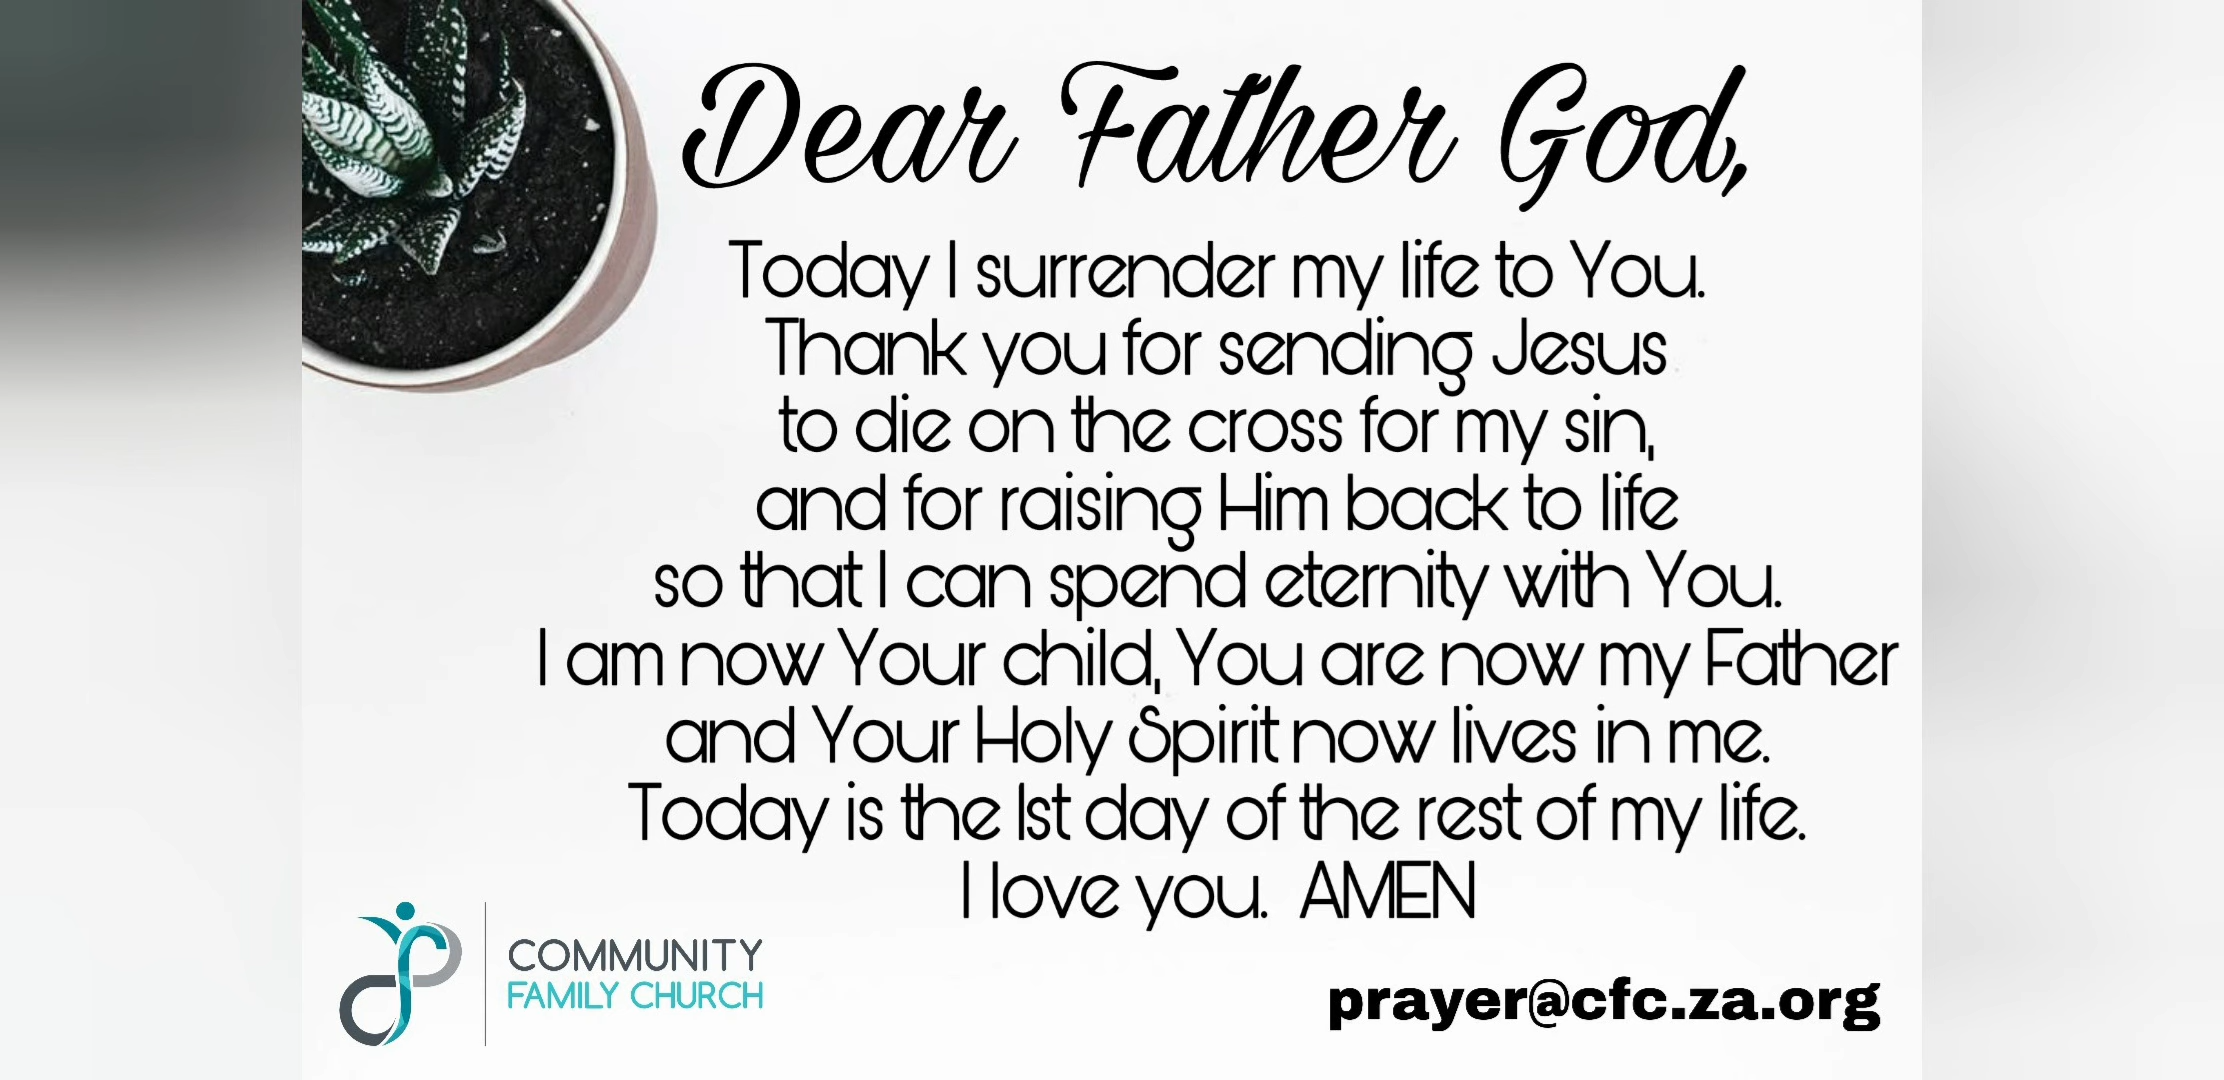 Dear Father God,
Today I surrender my life to You.
Thank you for sending Jesus
to die on the cross for my sin,
and for raising Him back to life
so that I can spend eternity with You.
I am now Your child, You are now my Father
and Your Holy Spirit now lives in me.
Today is the 1st day of the rest of my life.
I love you. AMEN
COMMUNITY
FAMILY CHURCH
prayer@cfc.za.org